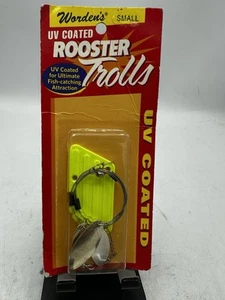 Worden's SMALL
UV COATED
ROOSTER
Trolls
UV Coated
for Ultimate
Fish-catching
Attraction
UV COATED